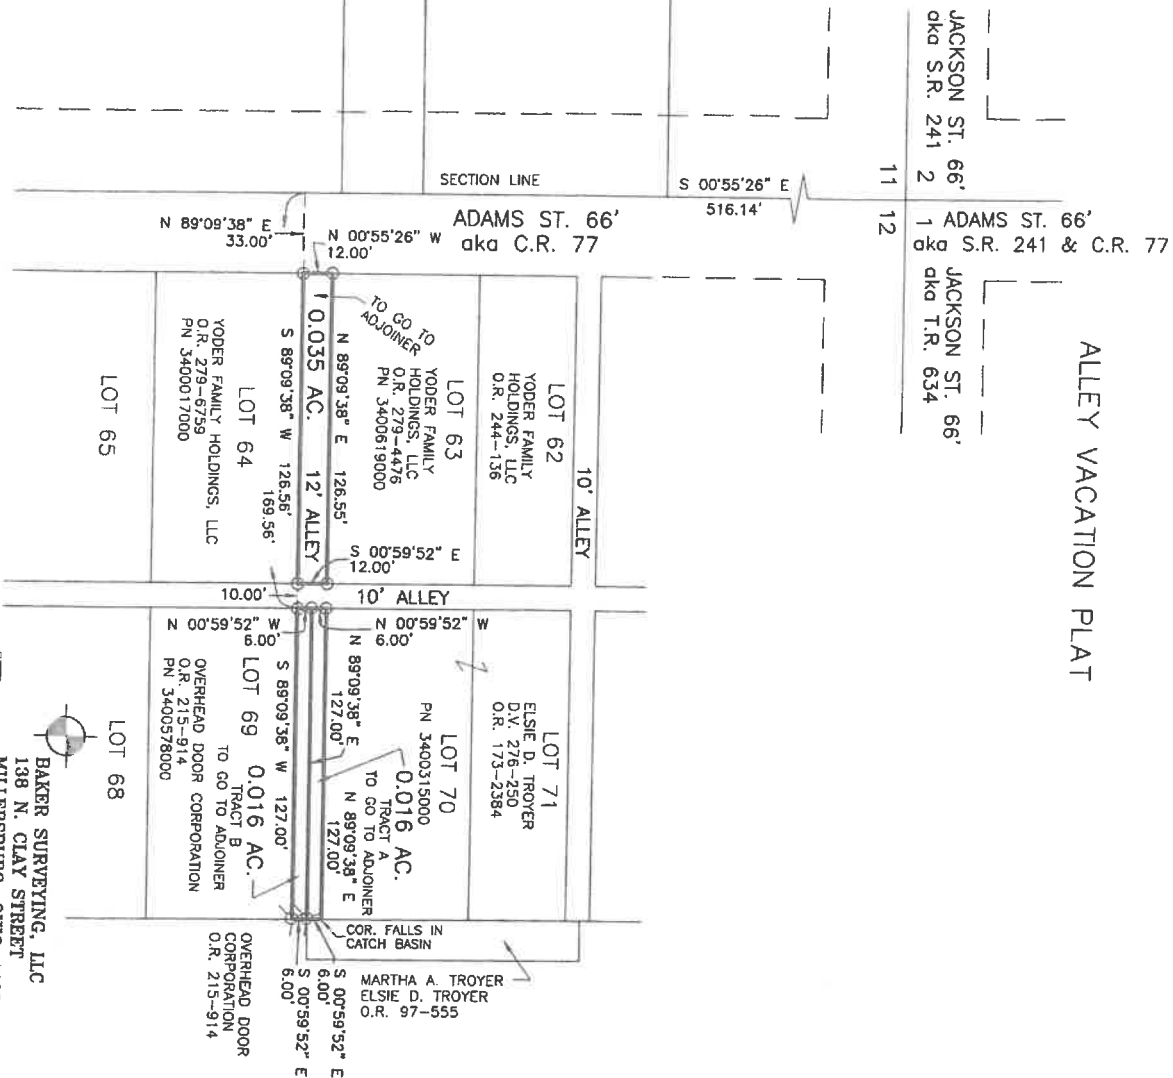 ALLEY VACATION PLAT
JACKSON ST. 66'
aka S.R. 241
2
11
1
12
ADAMS ST. 66'
aka S.R. 241 & C.R. 77
JACKSON ST. 66'
aka T.R. 634
SECTION LINE
S 00°55'26" E
516.14'
ADAMS ST. 66'
aka C.R. 77
N 89°09'38" E
33.00'
N 00°55'26" W
12.00'
TO GO TO
ADJOINER
0.035 AC.
12' ALLEY
N 89°09'38" E 126.55'
S 89°09'38" W 126.56'
169.56'
LOT 62
YODER FAMILY
HOLDINGS, LLC
O.R. 244-136
LOT 63
YODER FAMILY
HOLDINGS, LLC
O.R. 279-4476
PN 3400619000
LOT 64
YODER FAMILY HOLDINGS, LLC
O.R. 279-6759
PN 3400017000
LOT 65
10' ALLEY
S 00°59'52" E
12.00'
10.00'
10' ALLEY
N 00°59'52" W
6.00'
N 00°59'52" W
6.00'
N 89°09'38" E
127.00'
LOT 71
ELSIE D. TROYER
D.V. 276-250
O.R. 173-2384
LOT 70
PN 3400315000
0.016 AC.
TRACT A
TO GO TO ADJOINER
N 89°09'38" E
127.00'
S 89°09'38" W 127.00'
LOT 69
0.016 AC.
TRACT B
TO GO TO ADJOINER
OVERHEAD DOOR CORPORATION
O.R. 215-914
PN 3400578000
LOT 68
COR. FALLS IN
CATCH BASIN
S 00°59'52" E
6.00'
S 00°59'52" E
6.00'
MARTHA A. TROYER
ELSIE D. TROYER
O.R. 97-555
OVERHEAD DOOR
CORPORATION
O.R. 215-914
BAKER SURVEYING, LLC
138 N. CLAY STREET